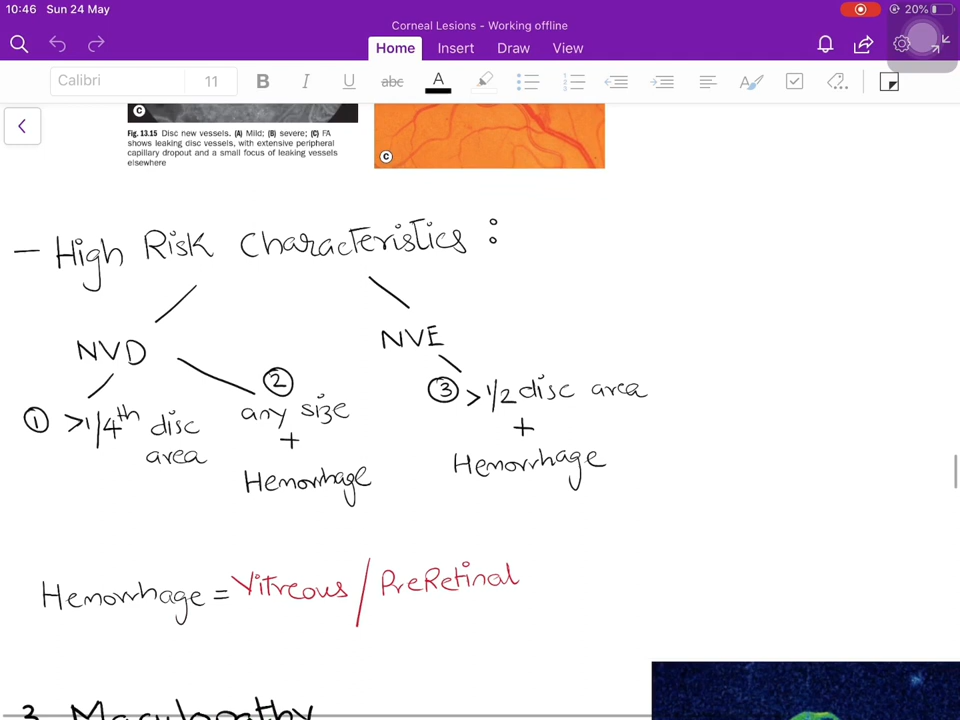 10:46 Sun 24 May
20%
Corneal Lesions - Working offline
Home Insert Draw View
Calibri 11 B I U abc A
C
Fig. 13.15 Disc new vessels. (A) Mild; (B) severe; (C) FA
shows leaking disc vessels, with extensive peripheral
capillary dropout and a small focus of leaking vessels
elsewhere
C
- High Risk Characteristics :
NVD
NVE
① >1/4th disc
area
②
any size
+
Hemorrhage
③ >1/2 disc area
+
Hemorrhage
Hemorrhage = Vitreous / PreRetinal
3. Maculopathy